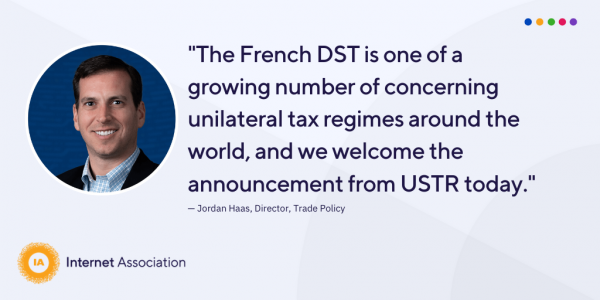 "The French DST is one of a
growing number of concerning
unilateral tax regimes around the
world, and we welcome the
announcement from USTR today."
— Jordan Haas, Director, Trade Policy
IA
Internet Association